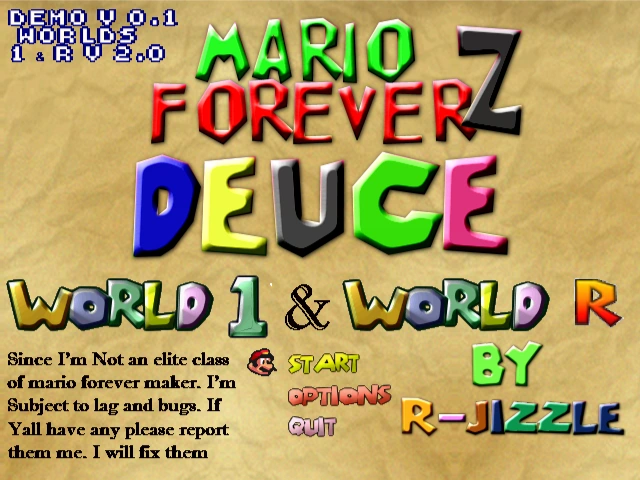 DEMO V 0.1
WORLDS
1 & R V 2.0
MARIO
FOREVER Z
DEUCE
WORLD 1 & WORLD R
Since I'm Not an elite class
of mario forever maker. I'm
Subject to lag and bugs. If
Yall have any please report
them me. I will fix them
START
OPTIONS
QUIT
BY
R-JIZZLE